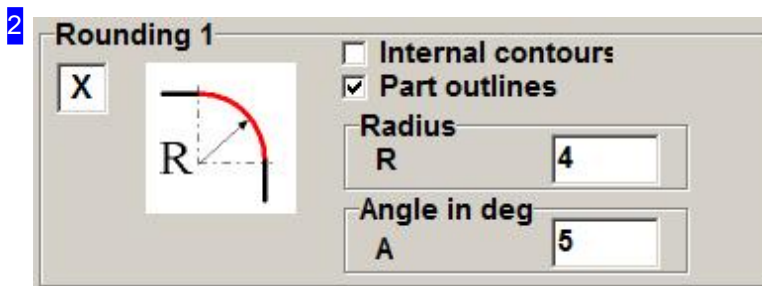 2
Rounding 1
X
R
Internal contours
Part outlines
Radius
R 4
Angle in deg
A 5